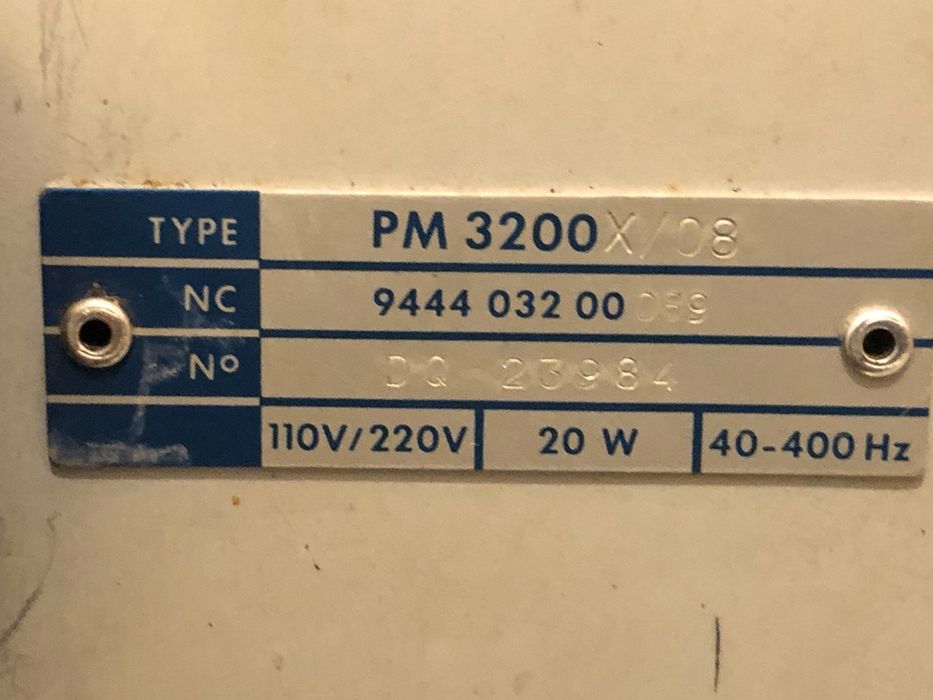 TYPE PM 3200X/08
NC 9444 032 00
Nº DQ 23984
110V/220V 20 W 40-400 Hz